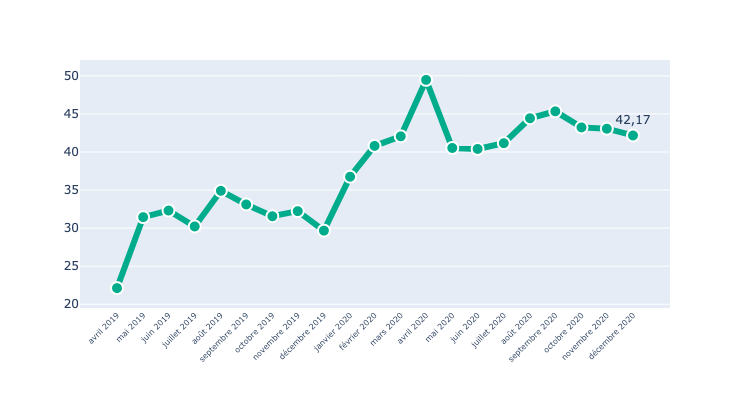 50
45
40
35
30
25
20
42,17
avril 2019
mai 2019
juin 2019
juillet 2019
août 2019
septembre 2019
octobre 2019
novembre 2019
décembre 2019
janvier 2020
février 2020
mars 2020
avril 2020
mai 2020
juin 2020
juillet 2020
août 2020
septembre 2020
octobre 2020
novembre 2020
décembre 2020